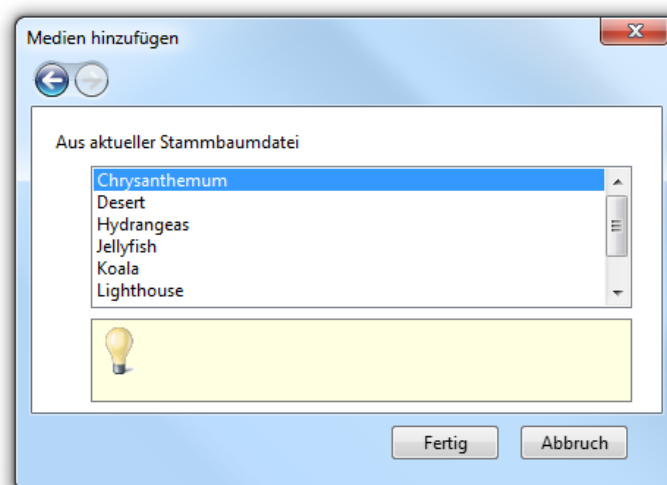 Medien hinzufügen
Aus aktueller Stammbaumdatei
Chrysanthemum
Desert
Hydrangeas
Jellyfish
Koala
Lighthouse
Fertig
Abbruch